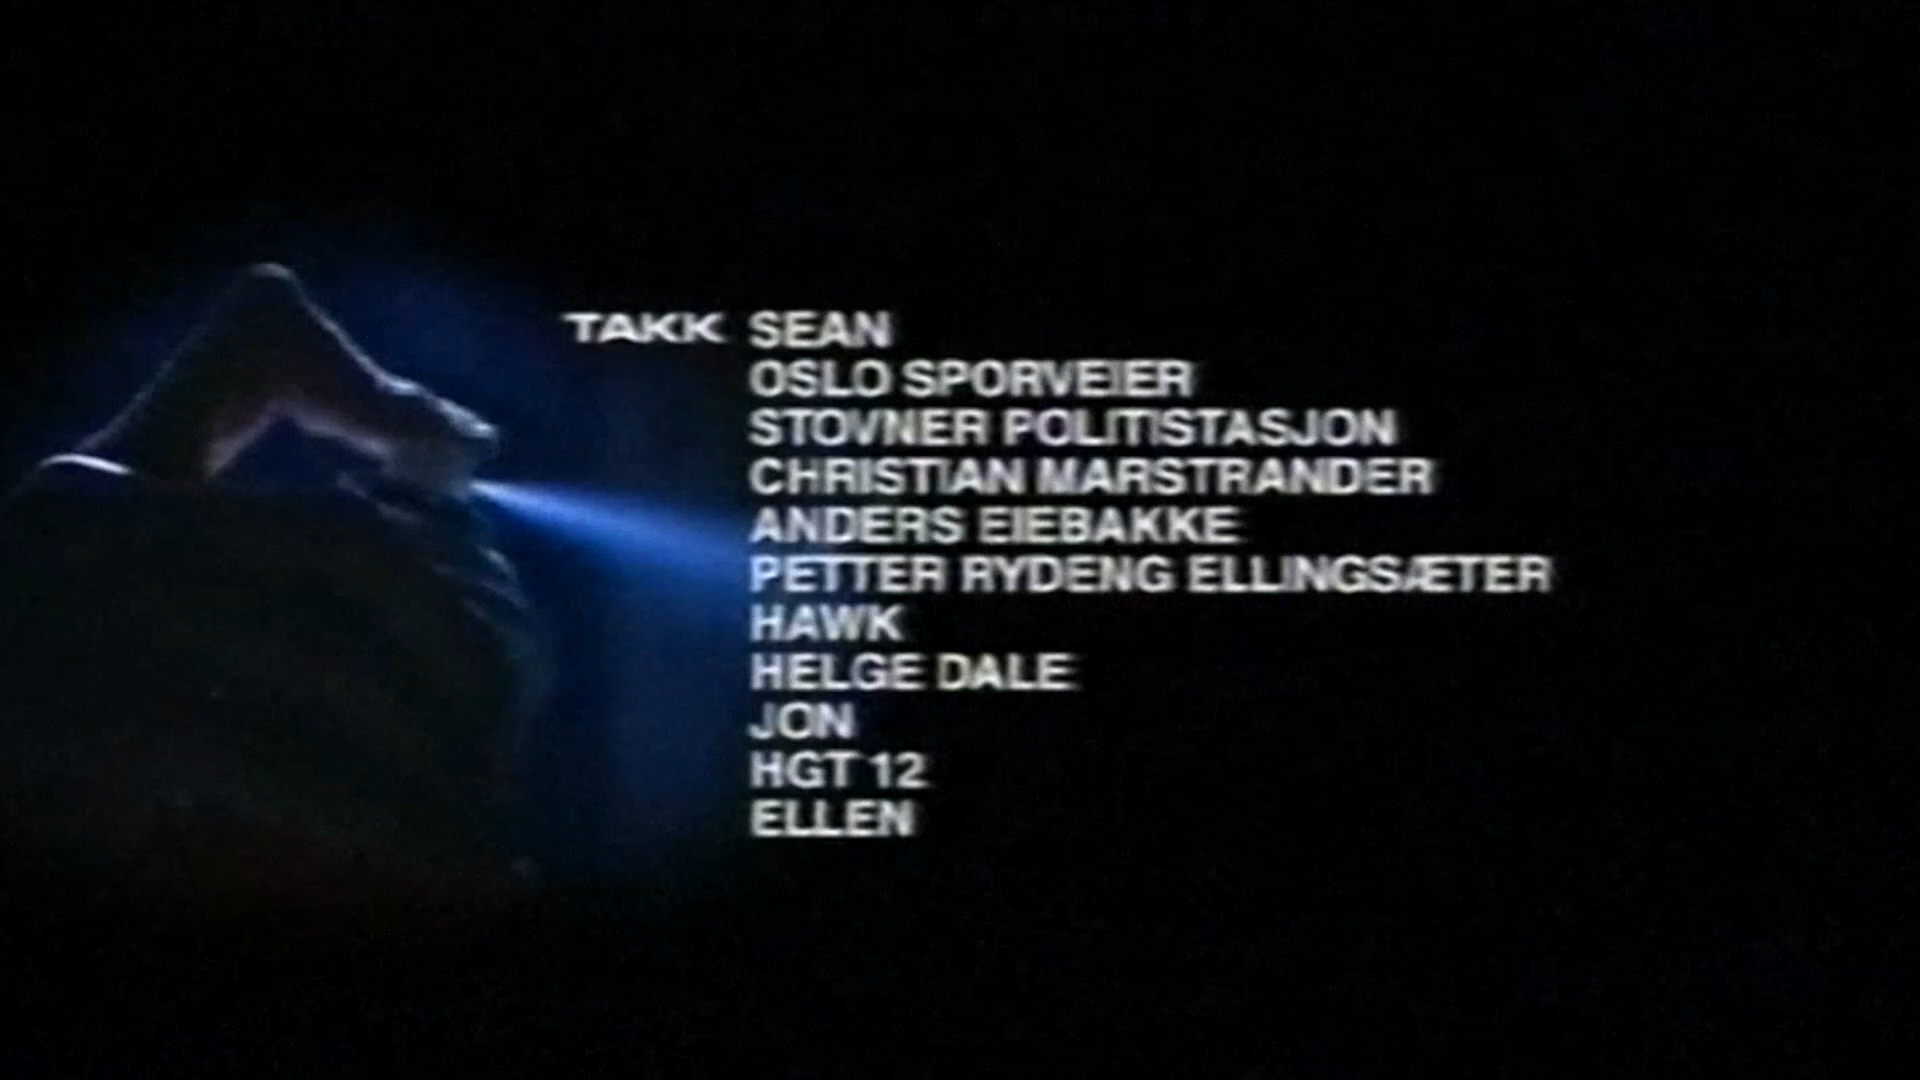 TAKK SEAN
OSLO SPORVEIER
STOVNER POLITISTASJON
CHRISTIAN MARSTRANDER
ANDERS EIEBAKKE
PETTER RYDENG ELLINGSÆTER
HAWK
HELGE DALE
JON
HGT 12
ELLEN